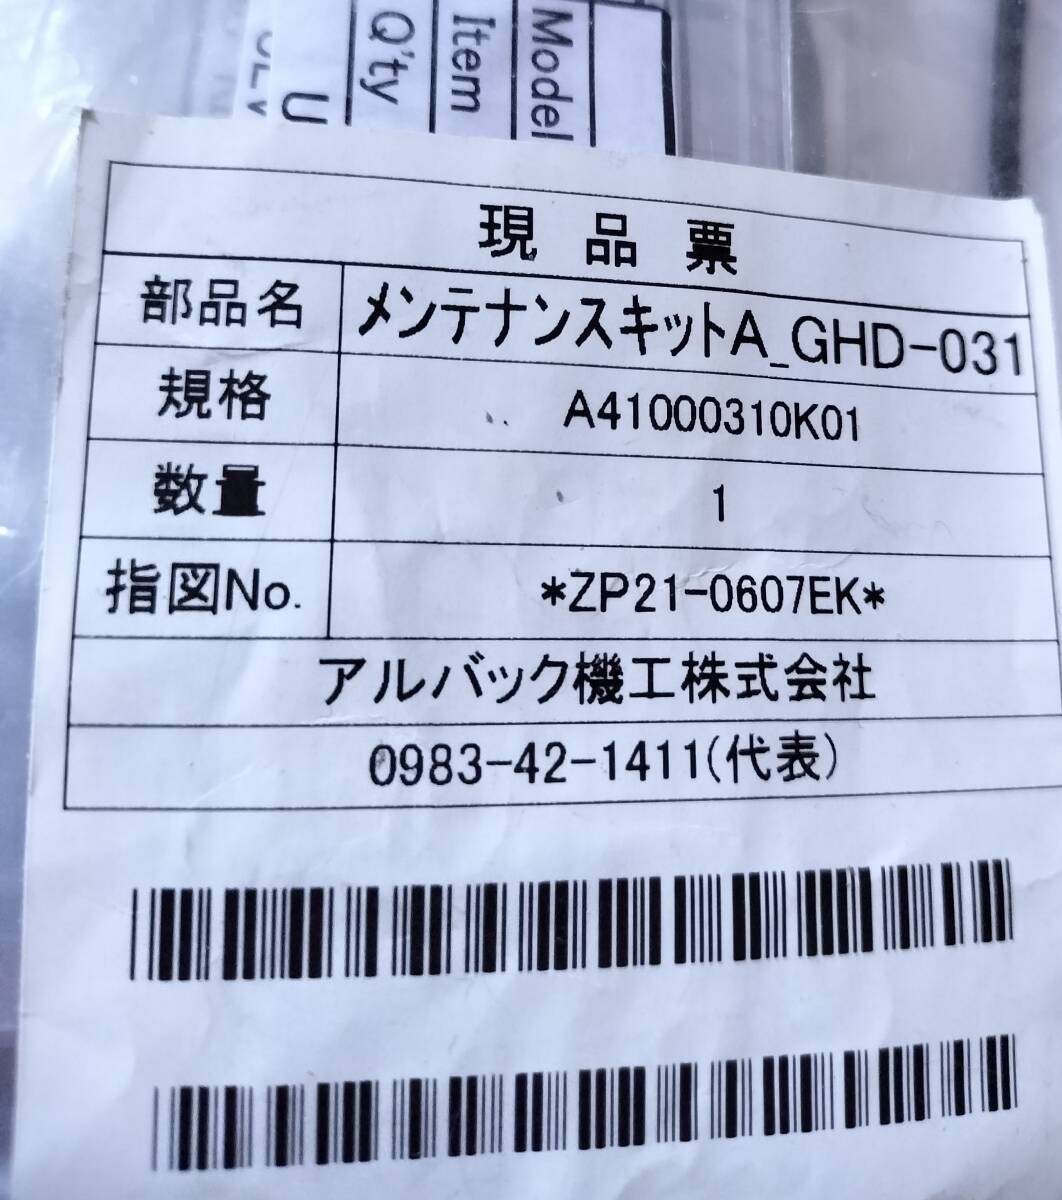 Model
Item
Q'ty
U
現品票
部品名 メンテナンスキットA_GHD-031
規格 A41000310K01
数量 1
指図No. *ZP21-0607EK*
アルバック機工株式会社
0983-42-1411(代表)